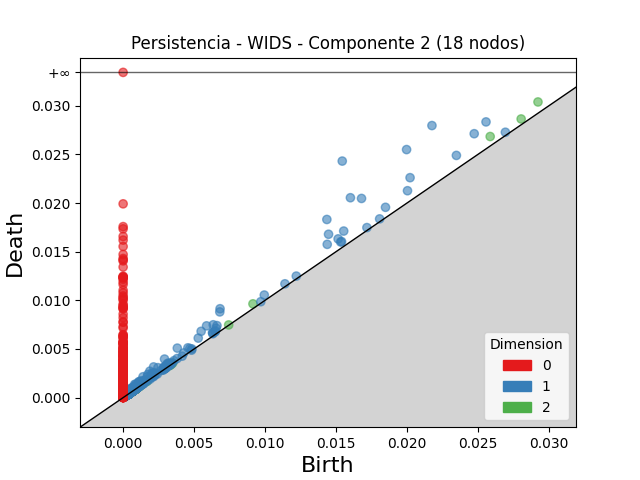 Persistencia - WIDS - Componente 2 (18 nodos)
+∞
0.030
0.025
0.020
0.015
0.010
0.005
0.000
Death
Dimension
0
1
2
0.000 0.005 0.010 0.015 0.020 0.025 0.030
Birth